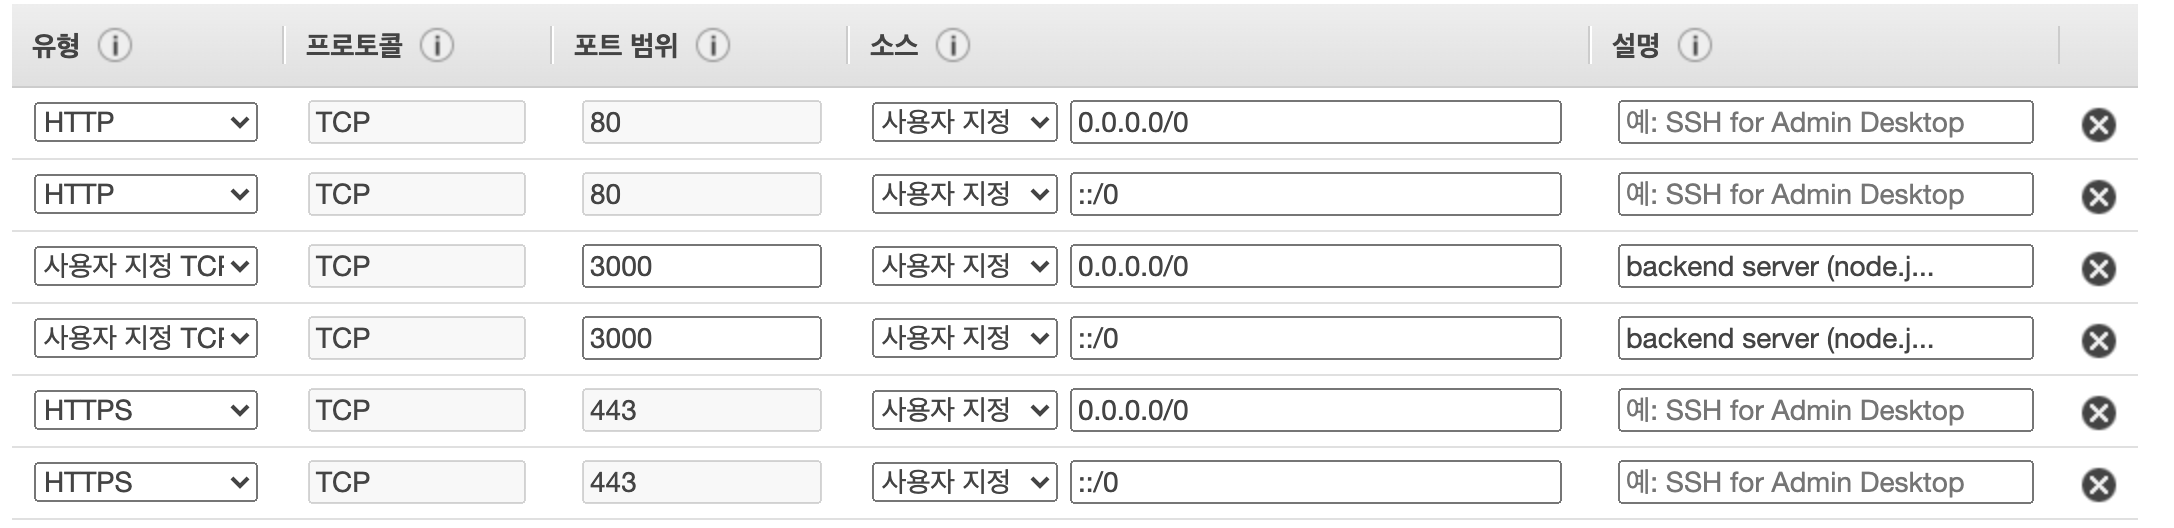 유형 프로토콜 포트 범위 소스 설명
HTTP TCP 80 사용자 지정 0.0.0.0/0 예: SSH for Admin Desktop
HTTP TCP 80 사용자 지정 ::/0 예: SSH for Admin Desktop
사용자 지정 TCP TCP 3000 사용자 지정 0.0.0.0/0 backend server (node.j...
사용자 지정 TCP TCP 3000 사용자 지정 ::/0 backend server (node.j...
HTTPS TCP 443 사용자 지정 0.0.0.0/0 예: SSH for Admin Desktop
HTTPS TCP 443 사용자 지정 ::/0 예: SSH for Admin Desktop